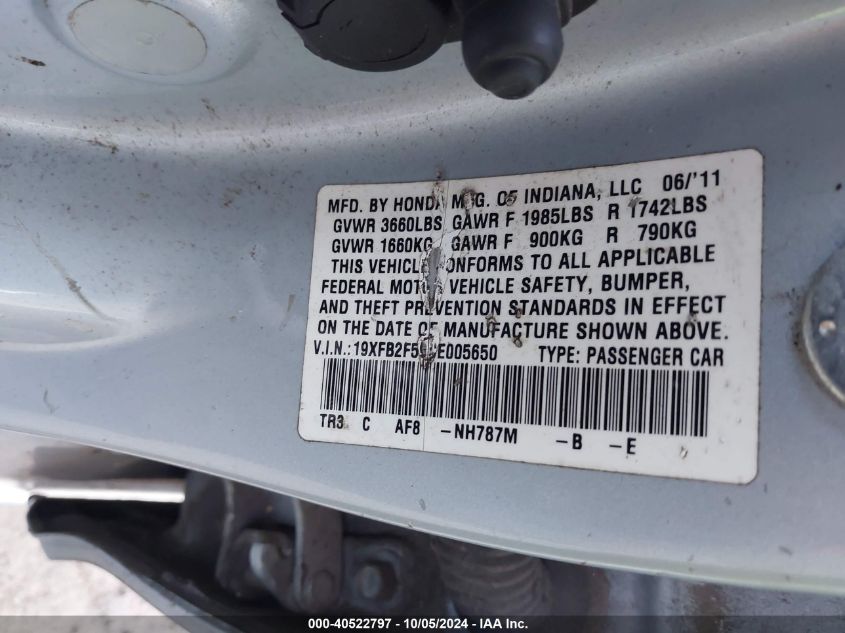 MFD. BY HONDA MFG. OF INDIANA, LLC 06/'11
GVWR 3660LBS GAWR F 1985LBS R 1742LBS
GVWR 1660KG GAWR F 900KG R 790KG
THIS VEHICLE CONFORMS TO ALL APPLICABLE
FEDERAL MOTOR VEHICLE SAFETY, BUMPER,
AND THEFT PREVENTION STANDARDS IN EFFECT
ON THE DATE OF MANUFACTURE SHOWN ABOVE.
V.I.N.: TYPE: PASSENGER CAR
TR3 C AF8 -NH787M -B -E
000-40522797 - 10/05/2024 - IAA Inc.